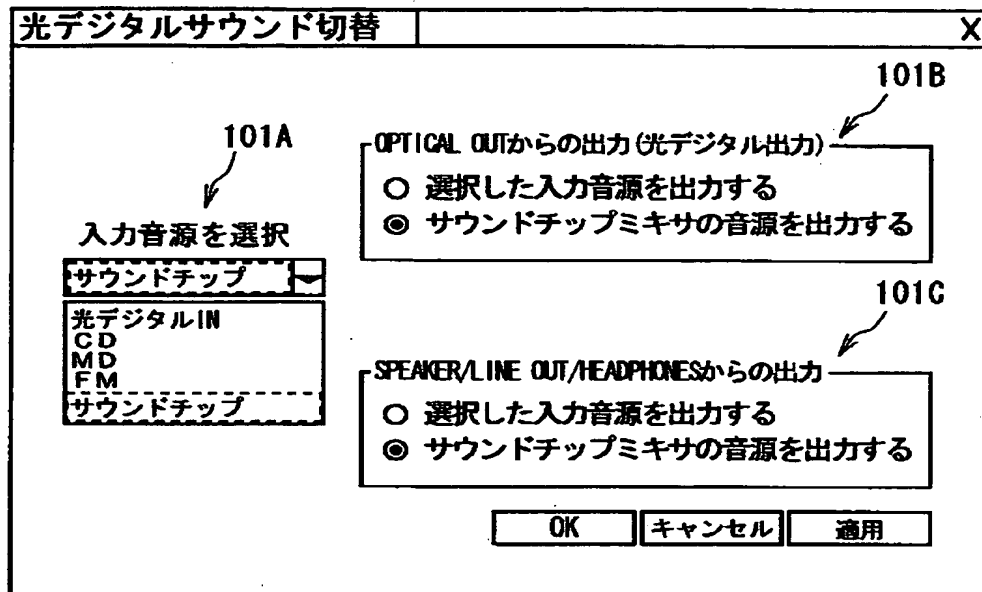 光デジタルサウンド切替
X
101A
入力音源を選択
サウンドチップ
光デジタルIN
CD
MD
FM
サウンドチップ
101B
OPTICAL OUTからの出力(光デジタル出力)
選択した入力音源を出力する
サウンドチップミキサの音源を出力する
101C
SPEAKER/LINE OUT/HEADPHONESからの出力
選択した入力音源を出力する
サウンドチップミキサの音源を出力する
OK キャンセル 適用